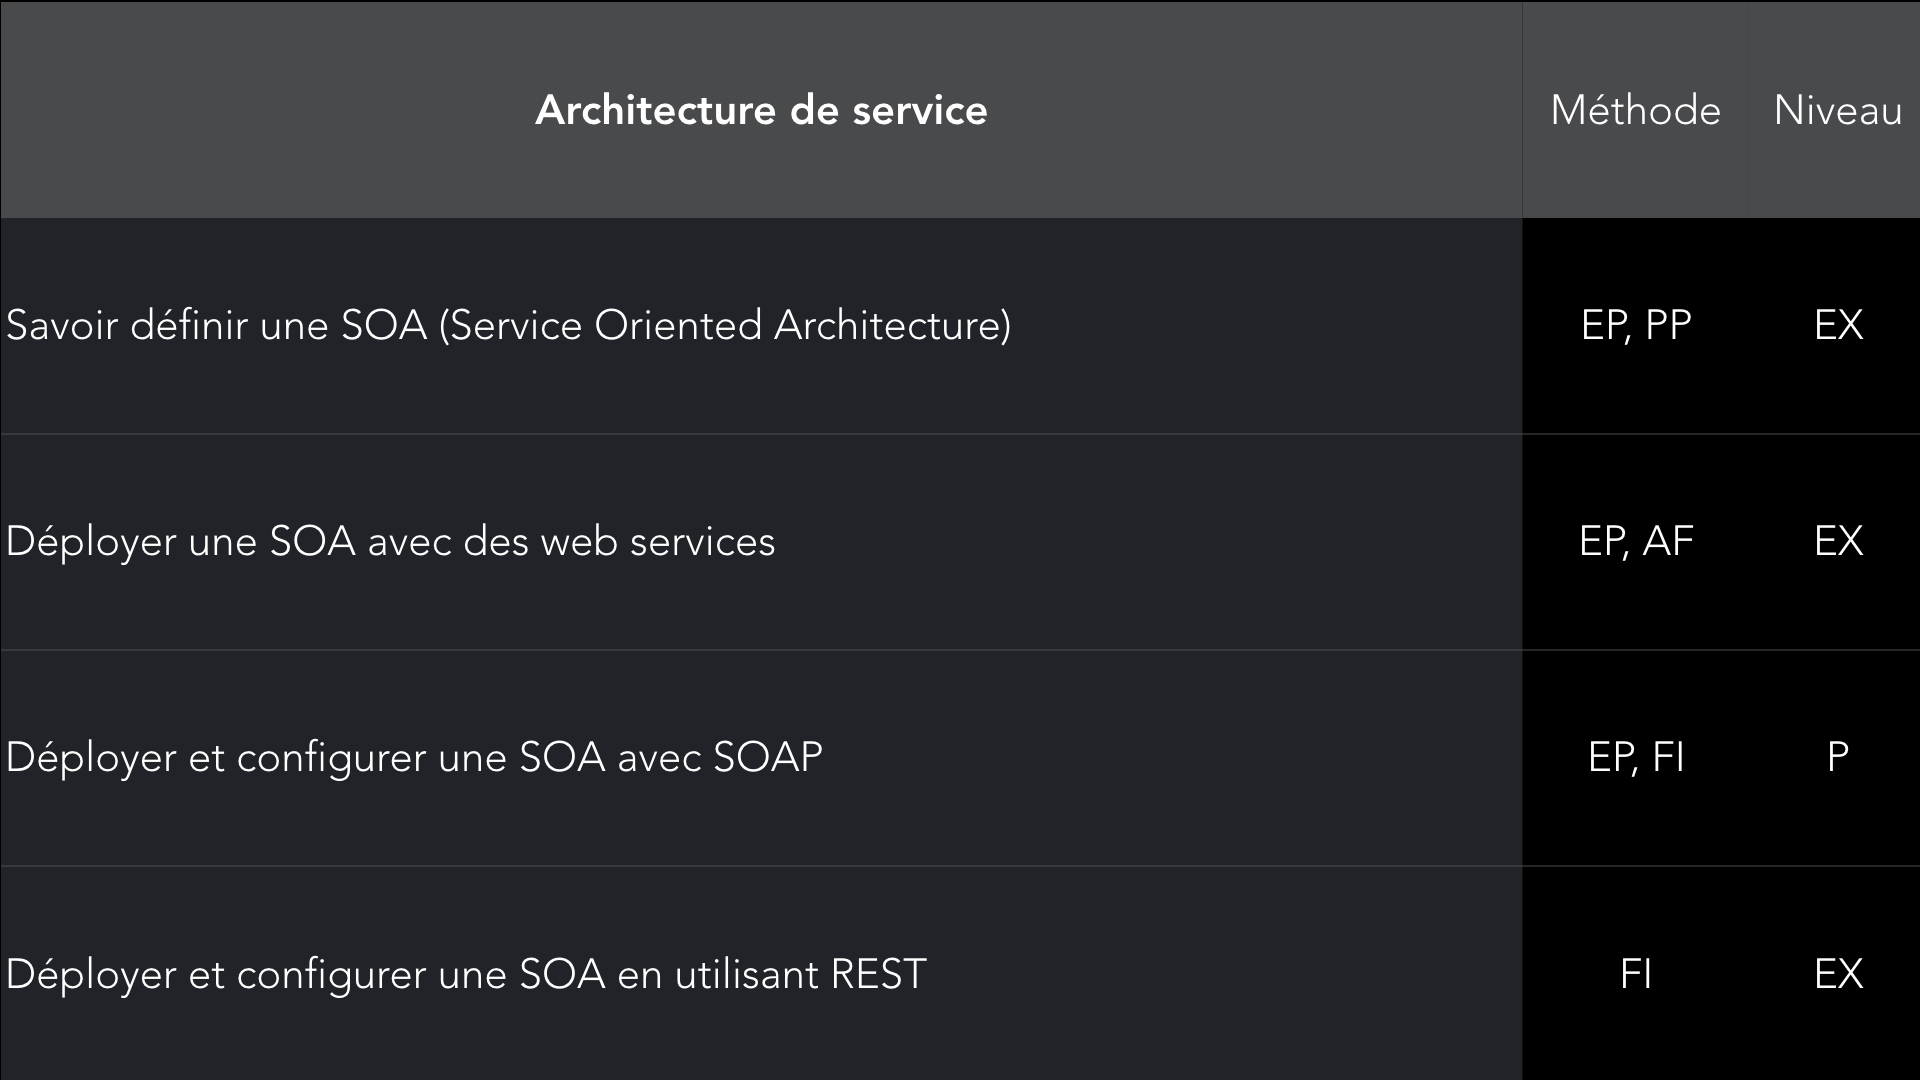 Architecture de service Méthode Niveau
Savoir définir une SOA (Service Oriented Architecture) EP, PP EX
Déployer une SOA avec des web services EP, AF EX
Déployer et configurer une SOA avec SOAP EP, FI P
Déployer et configurer une SOA en utilisant REST FI EX